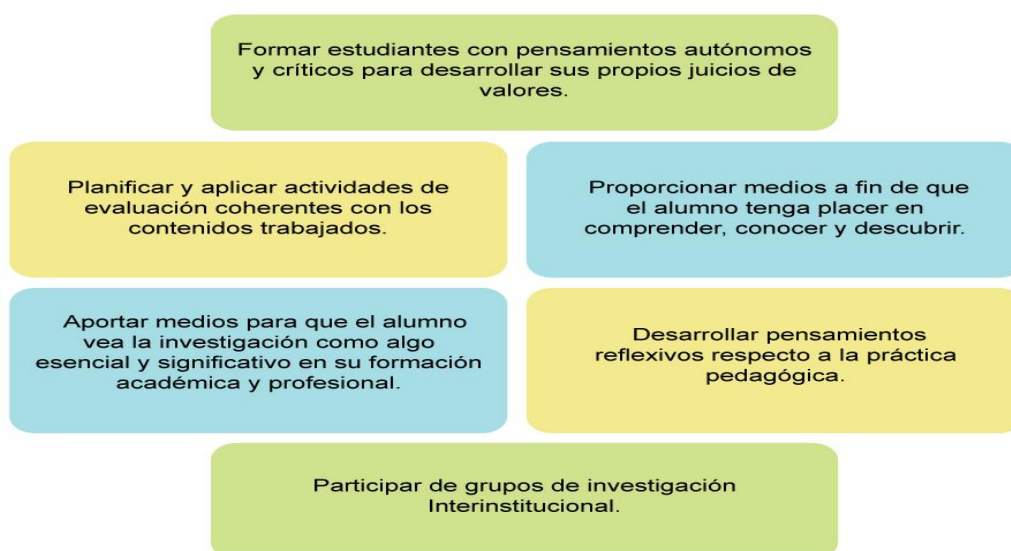 Formar estudiantes con pensamientos autónomos
y críticos para desarrollar sus propios juicios de
valores.
Planificar y aplicar actividades de
evaluación coherentes con los
contenidos trabajados.
Proporcionar medios a fin de que
el alumno tenga placer en
comprender, conocer y descubrir.
Aportar medios para que el alumno
vea la investigación como algo
esencial y significativo en su formación
académica y profesional.
Desarrollar pensamientos
reflexivos respecto a la práctica
pedagógica.
Participar de grupos de investigación
Interinstitucional.